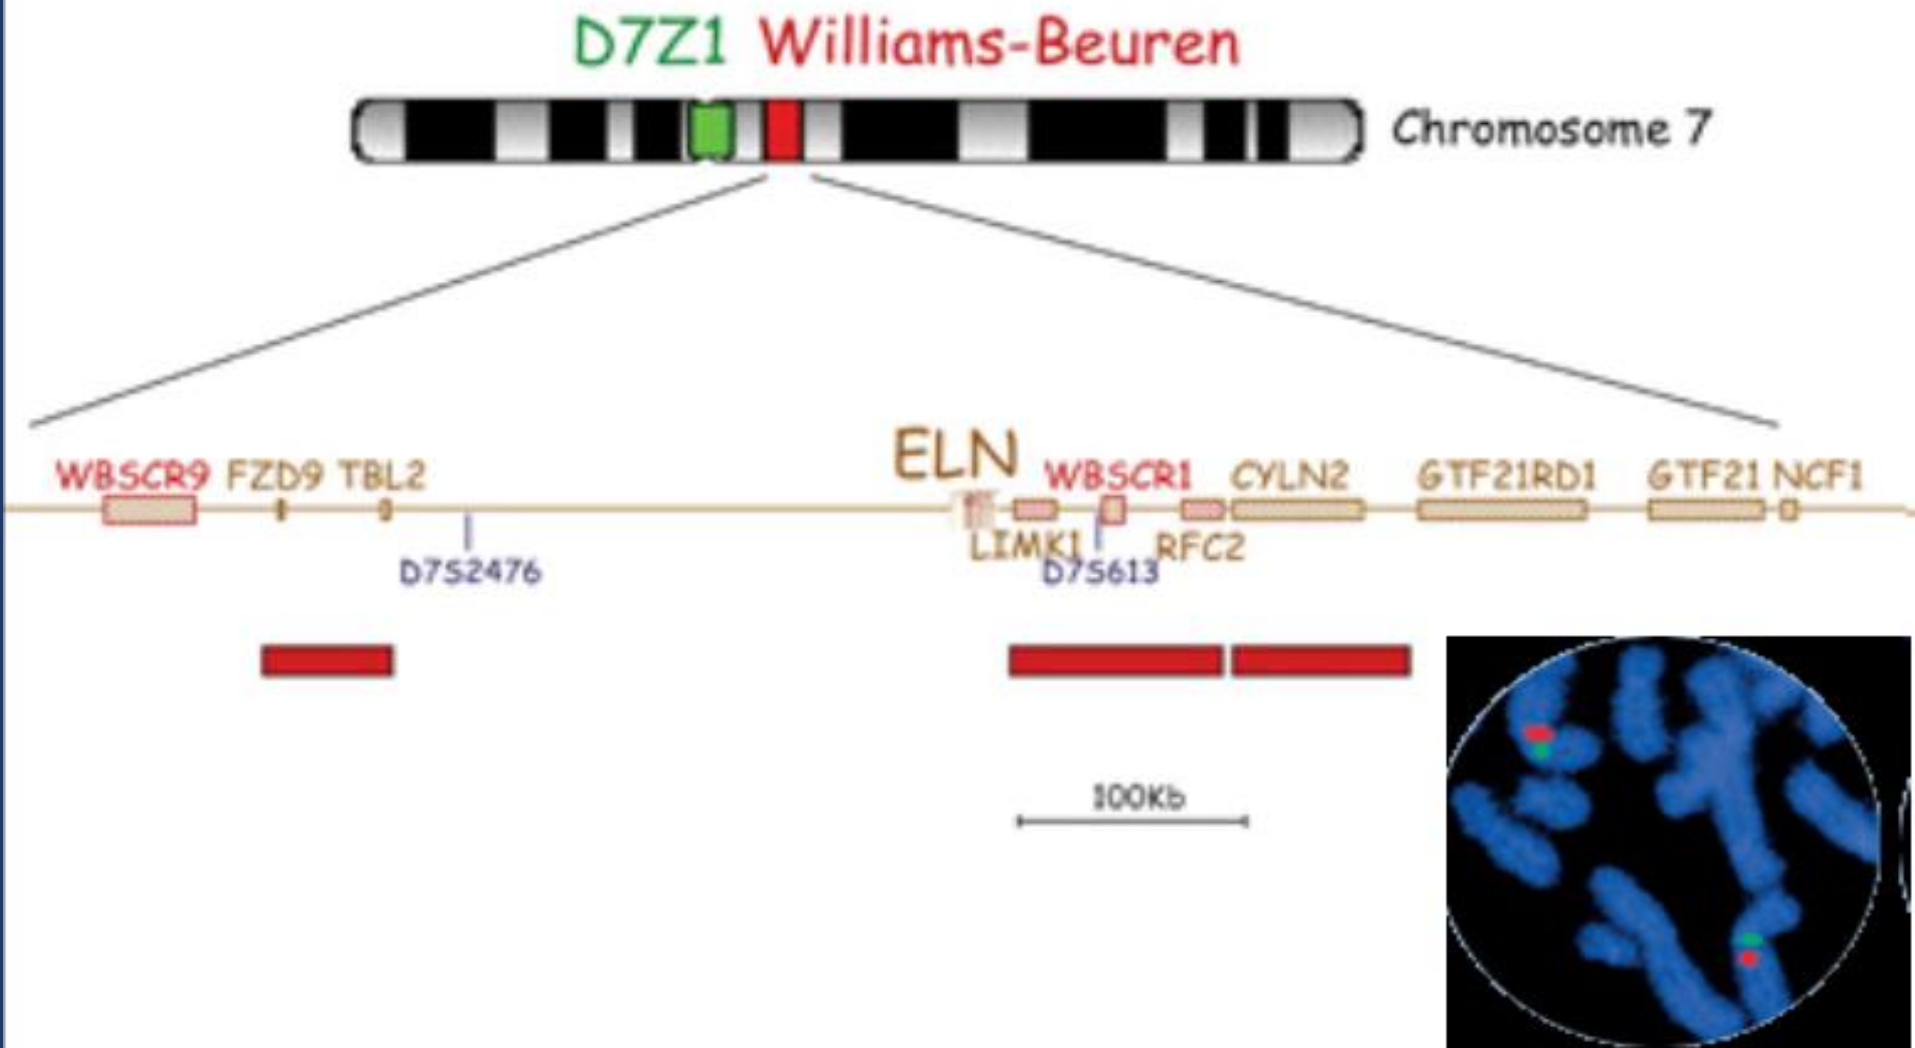 D7Z1 Williams-Beuren
Chromosome 7
ELN
WBSCR9 FZD9 TBL2 WBSCR1 CYLN2 GTF21RD1 GTF21 NCF1
LIMK1 RFC2
D7S2476 D7S613
100Kb